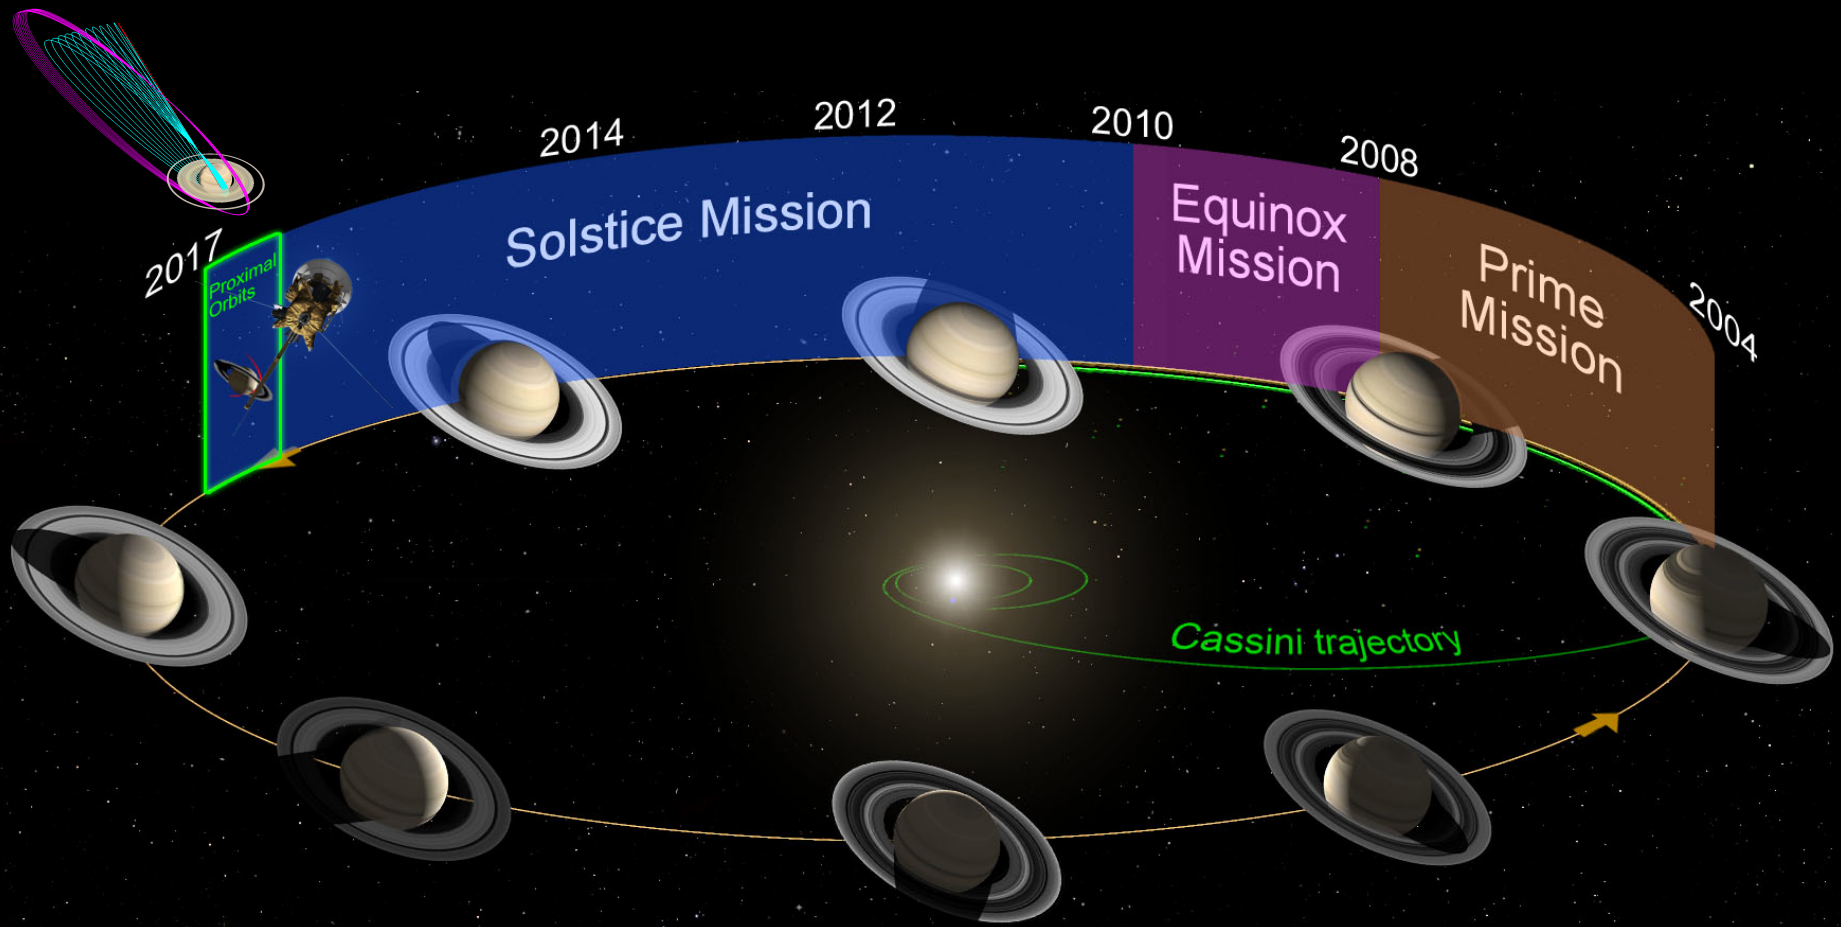 2014
2012
2010
2008
2004
2017
Solstice Mission
Equinox
Mission
Prime
Mission
Proximal
Orbits
Cassini trajectory